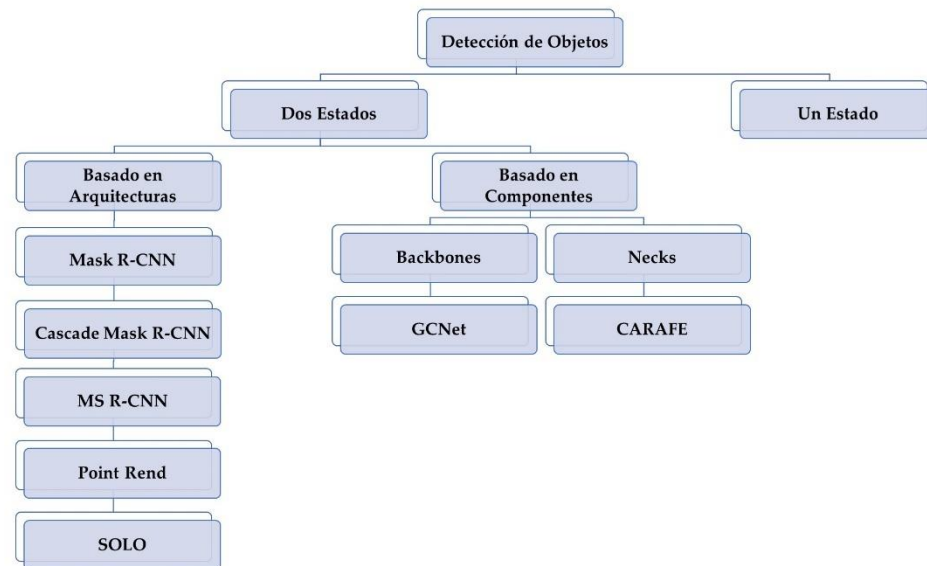 Detección de Objetos
Dos Estados
Un Estado
Basado en
Arquitecturas
Basado en
Componentes
Mask R-CNN
Backbones
Necks
Cascade Mask R-CNN
GCNet
CARAFE
MS R-CNN
Point Rend
SOLO